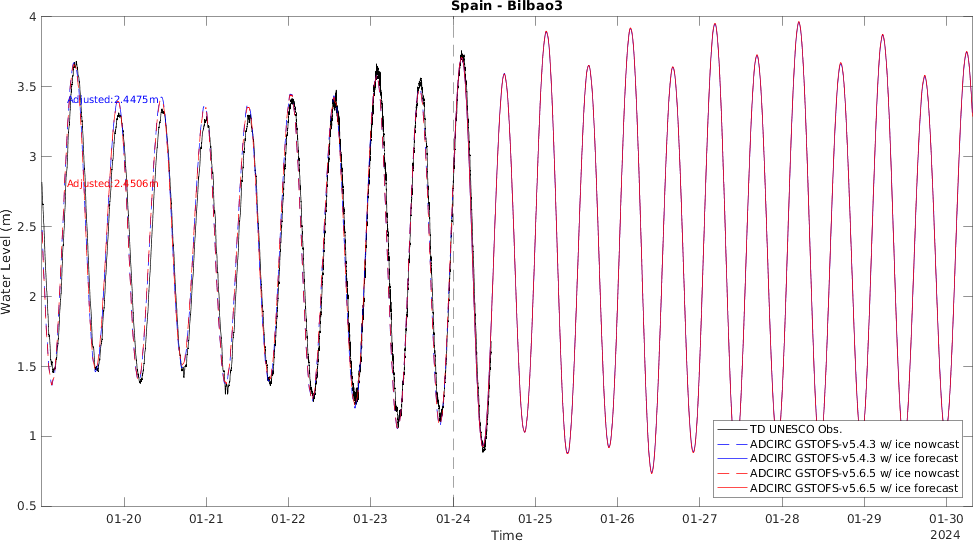 Spain - Bilbao3
4
3.5
3
2.5
2
1.5
1
0.5
Water Level (m)
Adjusted:2.4475m
Adjusted:2.4506m
TD UNESCO Obs.
ADCIRC GSTOFS-v5.4.3 w/ ice nowcast
ADCIRC GSTOFS-v5.4.3 w/ ice forecast
ADCIRC GSTOFS-v5.6.5 w/ ice nowcast
ADCIRC GSTOFS-v5.6.5 w/ ice forecast
01-20 01-21 01-22 01-23 01-24 01-25 01-26 01-27 01-28 01-29 01-30
Time
2024